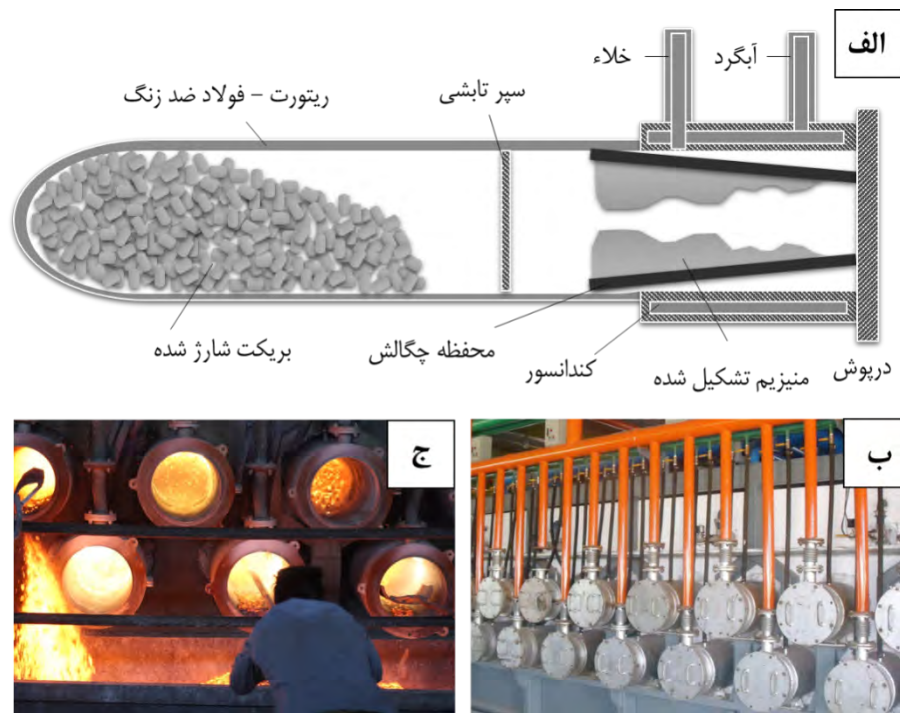 الف
آبگرد
خلاء
سپر تابشی
ریتورت – فولاد ضد زنگ
بریکت شارژ شده
محفظه چگالش
کندانسور
منیزیم تشکیل شده
درپوش
ب
ج